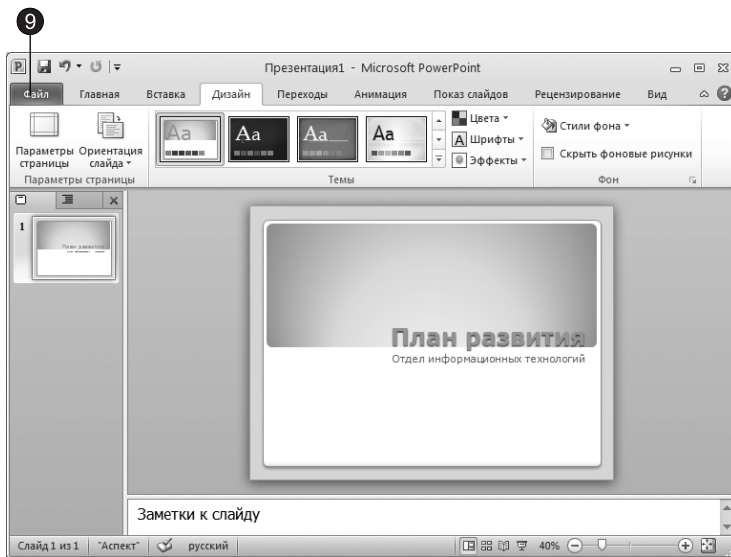 9
Презентация1 - Microsoft PowerPoint
Файл Главная Вставка Дизайн Переходы Анимация Показ слайдов Рецензирование Вид
Параметры страницы
Ориентация слайда
Aa Aa Aa Aa
Цвета
Шрифты
Эффекты
Стили фона
Скрыть фоновые рисунки
Параметры страницы Темы Фон
1
План развития
Отдел информационных технологий
Заметки к слайду
Слайд 1 из 1 "Аспект" русский 40%